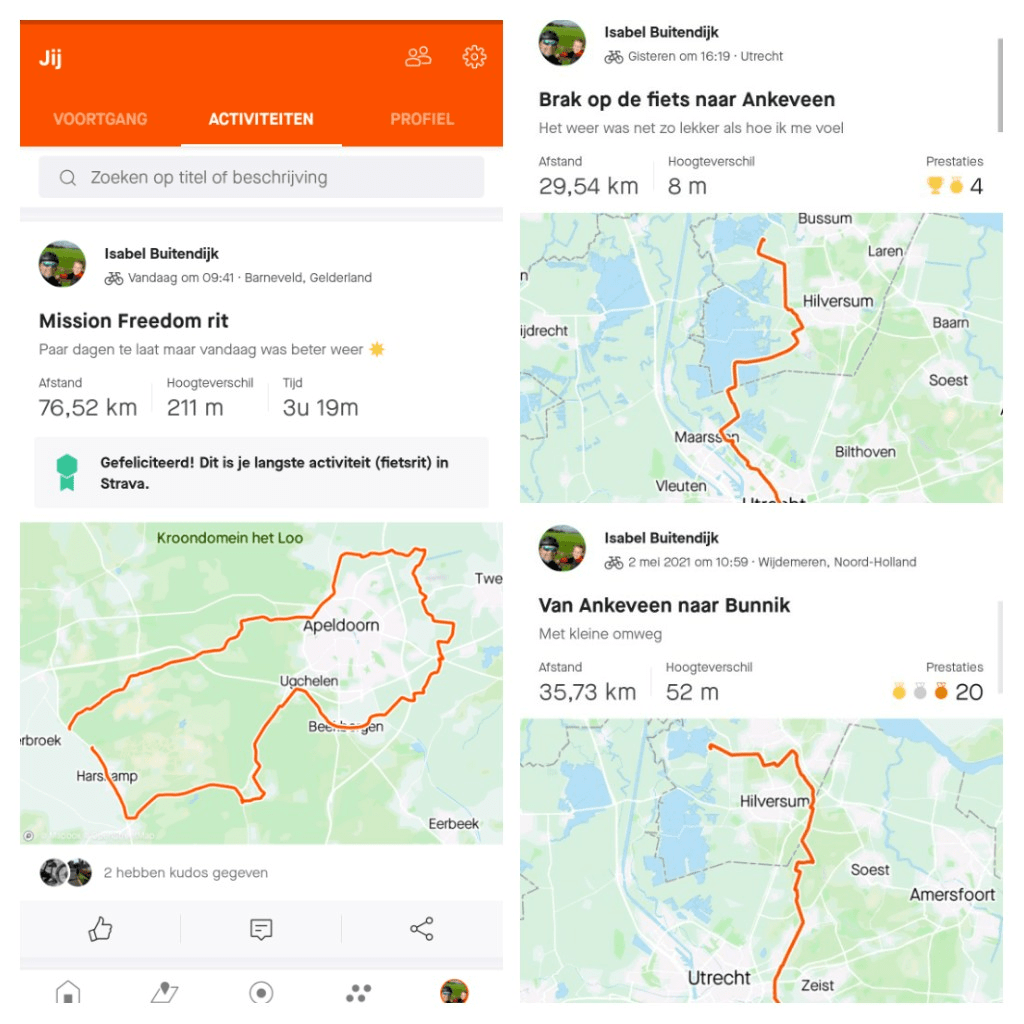 Jij
VOORTGANG ACTIVITEITEN PROFIEL
Zoeken op titel of beschrijving
Isabel Buitendijk
Vandaag om 09:41 · Barneveld, Gelderland
Mission Freedom rit
Paar dagen te laat maar vandaag was beter weer
Afstand Hoogteverschil Tijd
76,52 km 211 m 3u 19m
Gefeliciteerd! Dit is je langste activiteit (fietsrit) in
Strava.
Kroondomein het Loo
Twe
Apeldoorn
Ugchelen
Beekbergen
rbroek
Harskamp
Eerbeek
2 hebben kudos gegeven
Isabel Buitendijk
Gisteren om 16:19 · Utrecht
Brak op de fiets naar Ankeveen
Het weer was net zo lekker als hoe ik me voel
Afstand Hoogteverschil Prestaties
29,54 km 8 m 4
Bussum
Laren
n
Hilversum
ijdrecht
Baarn
Soest
Maarssen
Bilthoven
Vleuten
Utrecht
Isabel Buitendijk
2 mei 2021 om 10:59 · Wijdemeren, Noord-Holland
Van Ankeveen naar Bunnik
Met kleine omweg
Afstand Hoogteverschil Prestaties
35,73 km 52 m 20
Hilversum
Soest
Amersfoort
Utrecht
Zeist